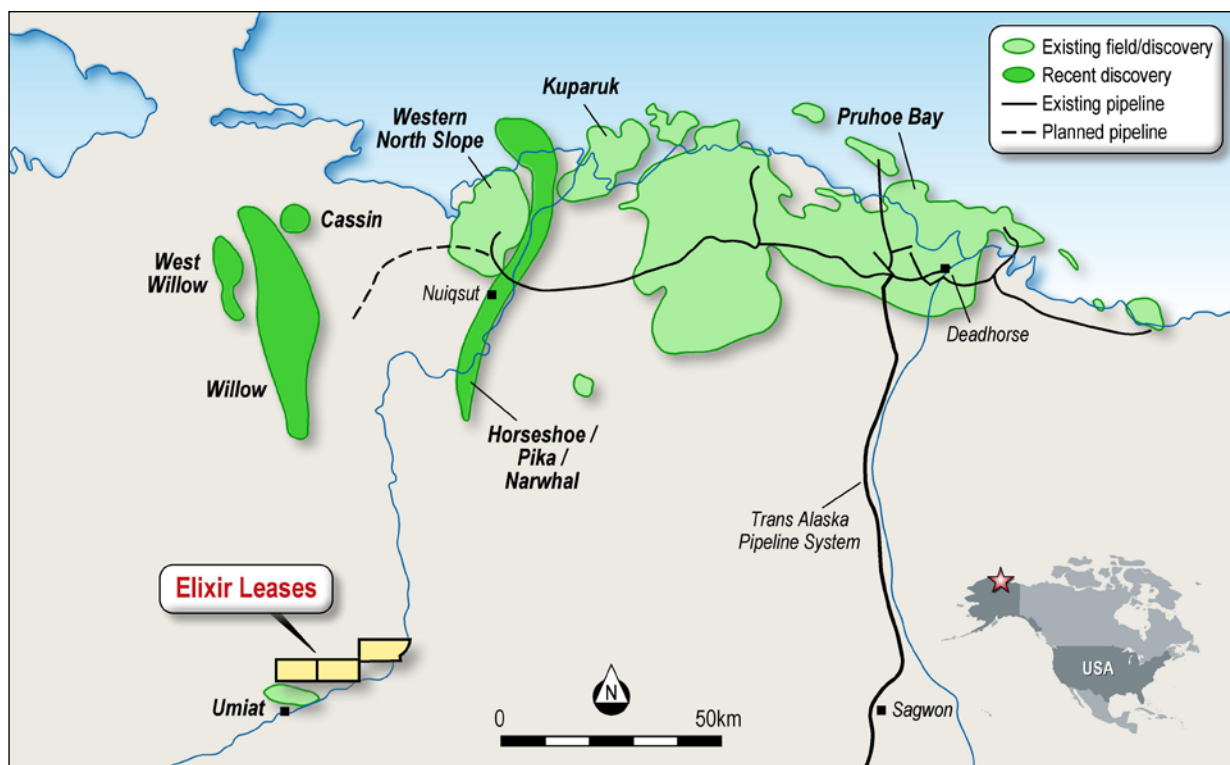 Existing field/discovery
Recent discovery
Existing pipeline
Planned pipeline
Kuparuk
Western
North Slope
Pruhoe Bay
Cassin
West
Willow
Nuiqsut
Deadhorse
Willow
Horseshoe /
Pika /
Narwhal
Trans Alaska
Pipeline System
Elixir Leases
USA
Umiat
N
0
50km
Sagwon